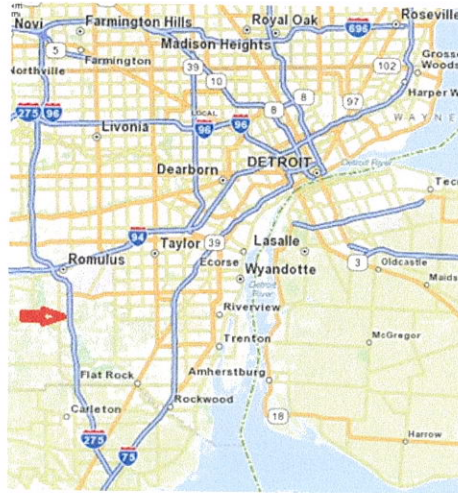 Novi
Farmington Hills
Royal Oak
696
Roseville
Madison Heights
5
Farmington
39
Northville
10
102
Grosse
Woods
Harper W
8
8
97
275
96
LOCAL
96
96
WAYNE
Livonia
Dearborn
DETROIT
Detroit River
Tec
94
Taylor
39
Lasalle
Ecorse
3
Oldcastle
Romulus
Wyandotte
Maids
Detroit
River
Riverview
McGregor
Trenton
Flat Rock
Amherstburg
Carleton
Rockwood
18
275
75
Harrow